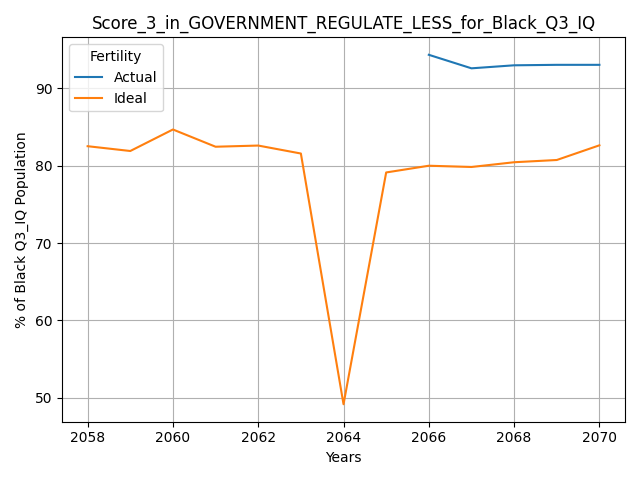 Score_3_in_GOVERNMENT_REGULATE_LESS_for_Black_Q3_IQ
Fertility
Actual
Ideal
90
80
70
60
50
% of Black Q3_IQ Population
2058 2060 2062 2064 2066 2068 2070
Years